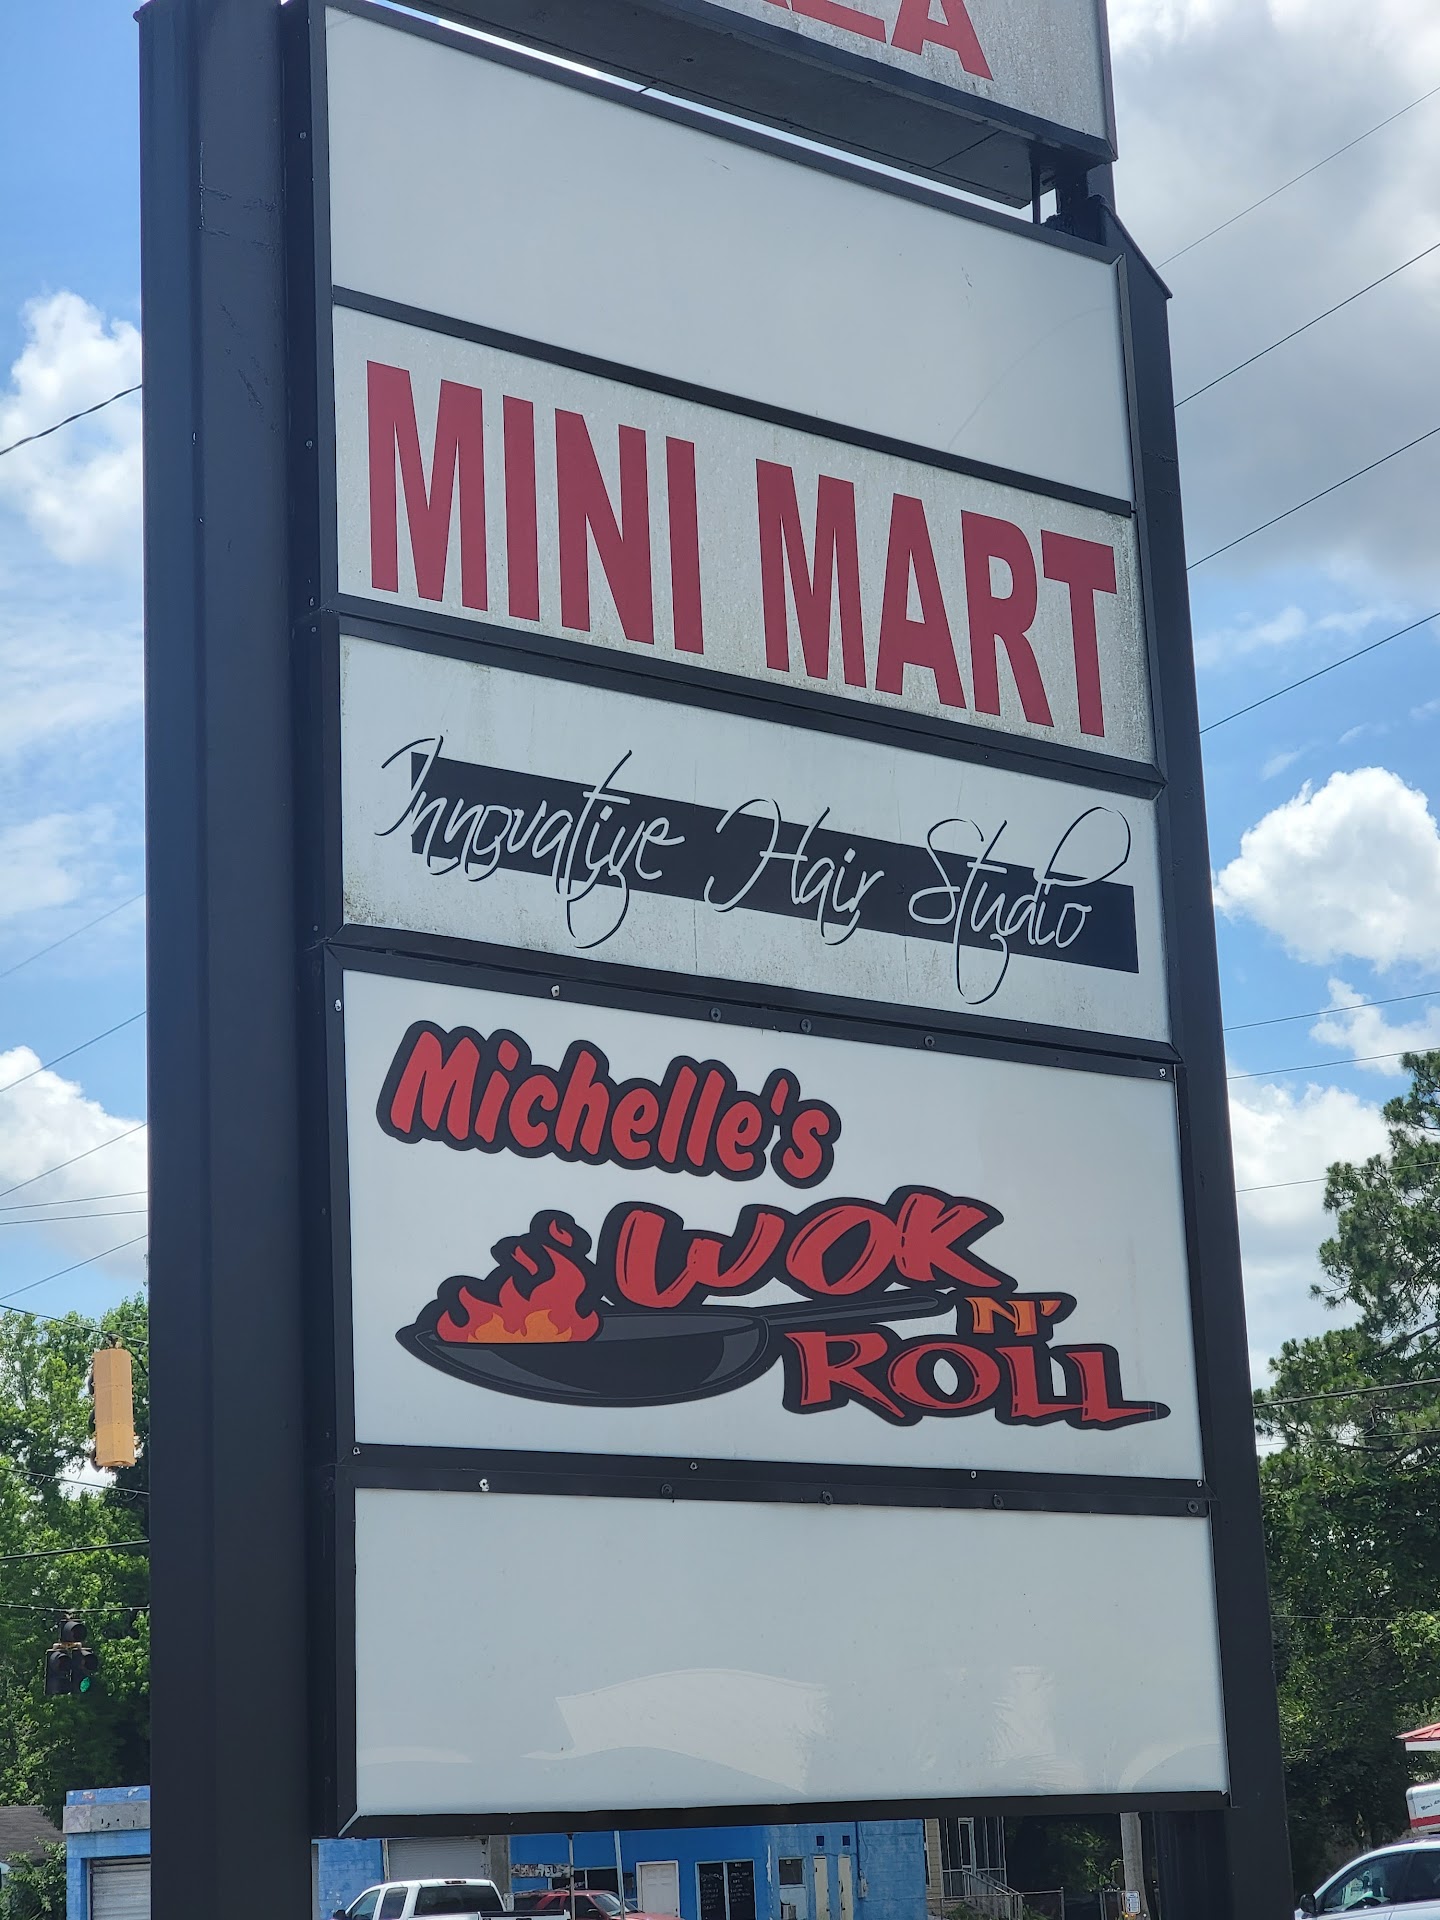 MINI MART
Innovative Hair Studio
Michelle's
WOK
N'
ROLL